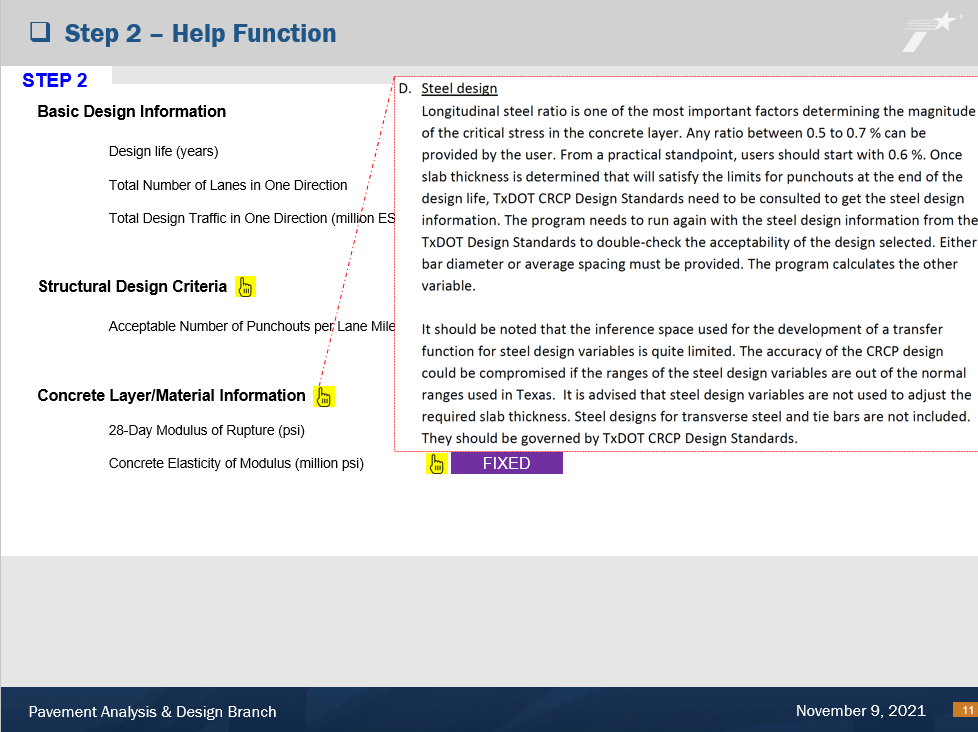 Step 2 – Help Function
STEP 2
Basic Design Information
Design life (years)
Total Number of Lanes in One Direction
Total Design Traffic in One Direction (million ES
Structural Design Criteria
Acceptable Number of Punchouts per Lane Mile
Concrete Layer/Material Information
28-Day Modulus of Rupture (psi)
Concrete Elasticity of Modulus (million psi)
FIXED
D. Steel design
Longitudinal steel ratio is one of the most important factors determining the magnitude
of the critical stress in the concrete layer. Any ratio between 0.5 to 0.7 % can be
provided by the user. From a practical standpoint, users should start with 0.6 %. Once
slab thickness is determined that will satisfy the limits for punchouts at the end of the
design life, TxDOT CRCP Design Standards need to be consulted to get the steel design
information. The program needs to run again with the steel design information from the
TxDOT Design Standards to double-check the acceptability of the design selected. Either
bar diameter or average spacing must be provided. The program calculates the other
variable.
It should be noted that the inference space used for the development of a transfer
function for steel design variables is quite limited. The accuracy of the CRCP design
could be compromised if the ranges of the steel design variables are out of the normal
ranges used in Texas. It is advised that steel design variables are not used to adjust the
required slab thickness. Steel designs for transverse steel and tie bars are not included.
They should be governed by TxDOT CRCP Design Standards.
Pavement Analysis & Design Branch
November 9, 2021
11